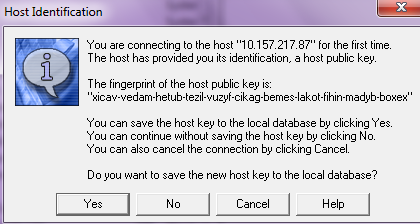 Host Identification
You are connecting to the host "10.157.217.87" for the first time.
The host has provided you its identification, a host public key.
The fingerprint of the host public key is:
"xicav-vedam-hetub-tezil-vuzyf-cikag-bemes-lakot-fihin-madyb-boxex"
You can save the host key to the local database by clicking Yes.
You can continue without saving the host key by clicking No.
You can also cancel the connection by clicking Cancel.
Do you want to save the new host key to the local database?
Yes No Cancel Help